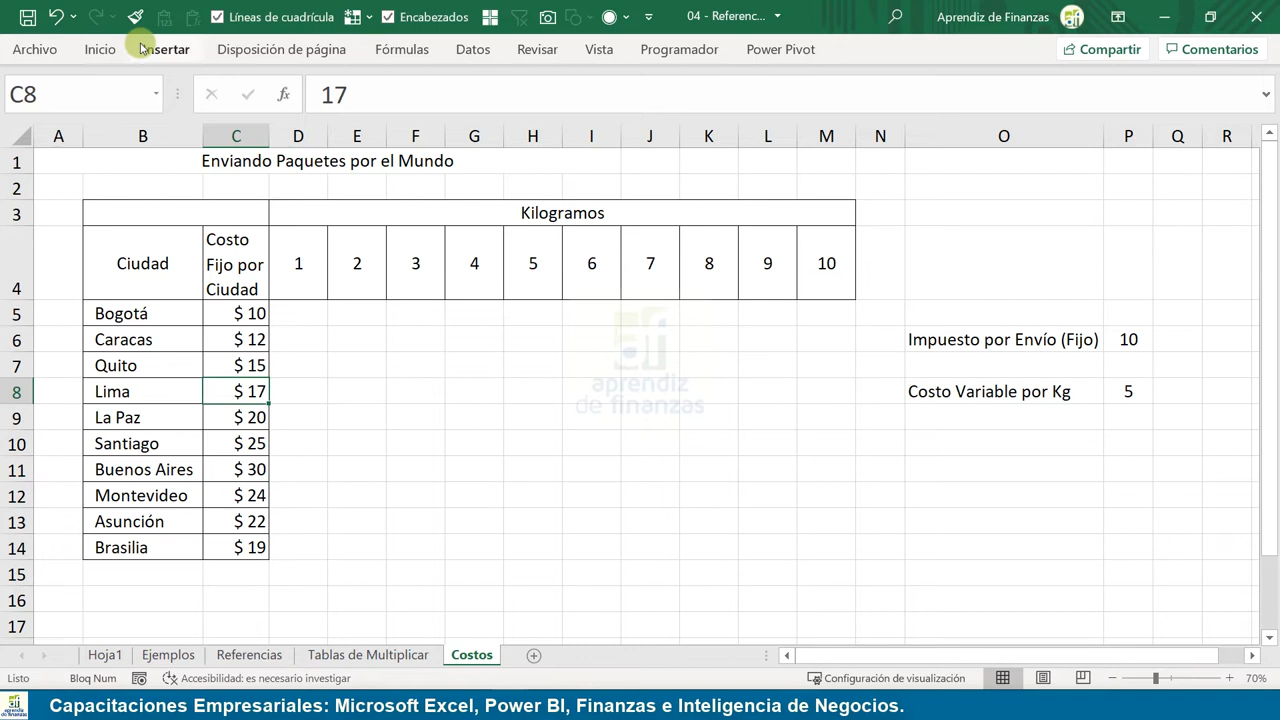 Líneas de cuadrícula Encabezados 04 - Referenc... Aprendiz de Finanzas
Archivo Inicio Insertar Disposición de página Fórmulas Datos Revisar Vista Programador Power Pivot Compartir Comentarios
C8 fx 17
A B C D E F G H I J K L M N O P Q R
1 Enviando Paquetes por el Mundo
2
3 Kilogramos
4 Ciudad Costo Fijo por Ciudad 1 2 3 4 5 6 7 8 9 10
5 Bogotá $ 10
6 Caracas $ 12 Impuesto por Envío (Fijo) 10
7 Quito $ 15
8 Lima $ 17 Costo Variable por Kg 5
9 La Paz $ 20
10 Santiago $ 25
11 Buenos Aires $ 30
12 Montevideo $ 24
13 Asunción $ 22
14 Brasilia $ 19
15
16
17
aprendiz
de finanzas
Hoja1 Ejemplos Referencias Tablas de Multiplicar Costos
Listo Bloq Num Accesibilidad: es necesario investigar Configuración de visualización 70%
Capacitaciones Empresariales: Microsoft Excel, Power BI, Finanzas e Inteligencia de Negocios.